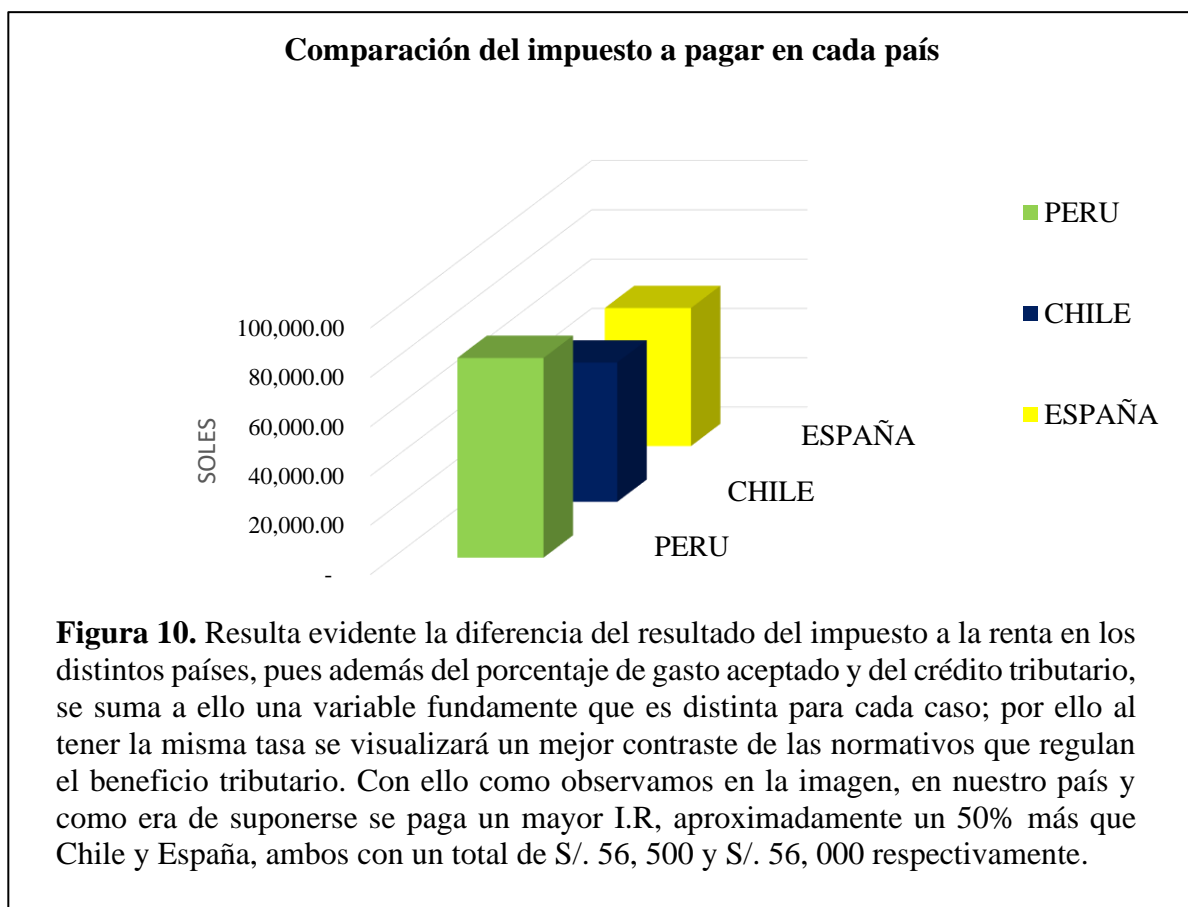 Comparación del impuesto a pagar en cada país
PERU
CHILE
ESPAÑA
100,000.00
80,000.00
60,000.00
40,000.00
20,000.00
-
SOLES
ESPAÑA
CHILE
PERU
Figura 10. Resulta evidente la diferencia del resultado del impuesto a la renta en los
distintos países, pues además del porcentaje de gasto aceptado y del crédito tributario,
se suma a ello una variable fundamente que es distinta para cada caso; por ello al
tener la misma tasa se visualizará un mejor contraste de las normativos que regulan
el beneficio tributario. Con ello como observamos en la imagen, en nuestro país y
como era de suponerse se paga un mayor I.R, aproximadamente un 50% más que
Chile y España, ambos con un total de S/. 56, 500 y S/. 56, 000 respectivamente.